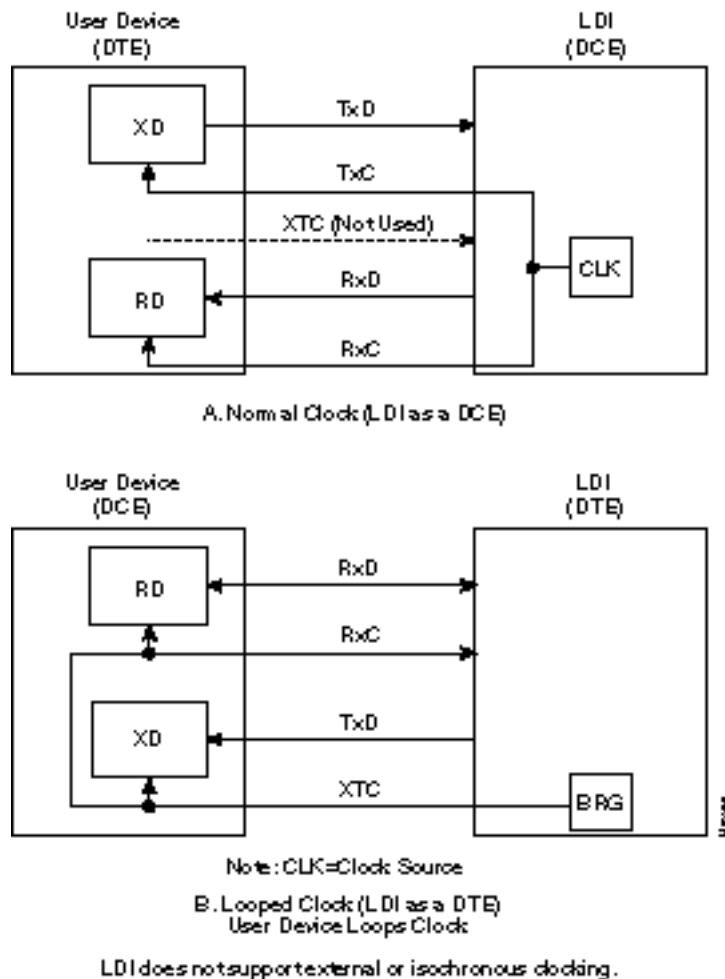 User Device
(DTE)
LDI
(DCE)
XD
TxD
TxC
XTC (Not Used)
CLK
RD
RxD
RxC
A. Normal Clock (LDI as a DCE)
User Device
(DCE)
LDI
(DTE)
RD
RxD
RxC
XD
TxD
XTC
BRG
Note: CLK=Clock Source
B. Looped Clock (LDI as a DTE)
User Device Loops Clock
LDI does not support external or isochronous clocking.